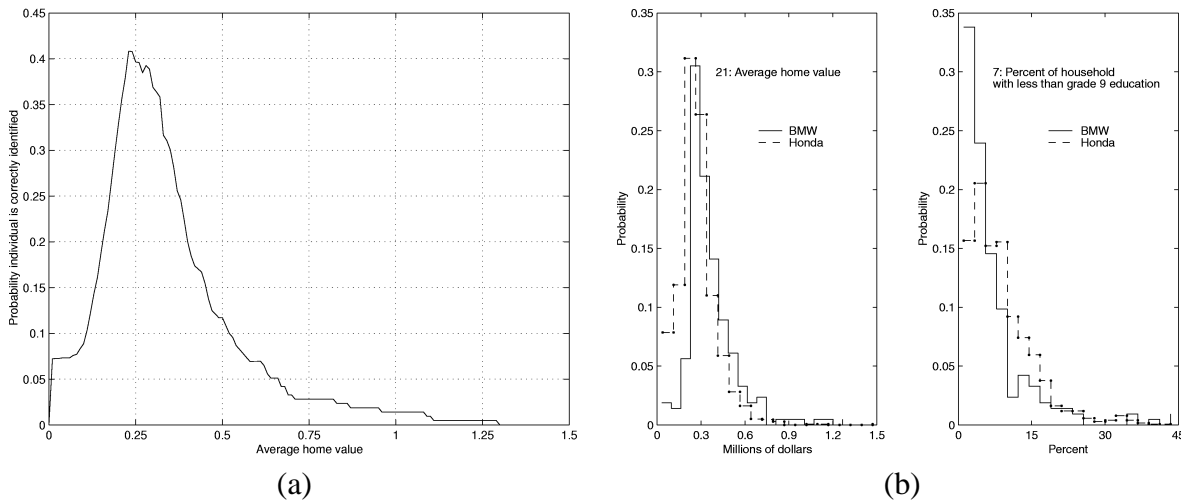 Probability individual is correctly identified
0.45
0.4
0.35
0.3
0.25
0.2
0.15
0.1
0.05
0
0
0.25
0.5
0.75
1
1.25
1.5
Average home value
(a)
Probability
0.35
0.3
0.25
0.2
0.15
0.1
0.05
0
21: Average home value
BMW
Honda
0
0.3
0.6
0.9
1.2
1.5
Millions of dollars
Probability
0.35
0.3
0.25
0.2
0.15
0.1
0.05
0
7: Percent of household
with less than grade 9 education
BMW
Honda
0
15
30
45
Percent
(b)